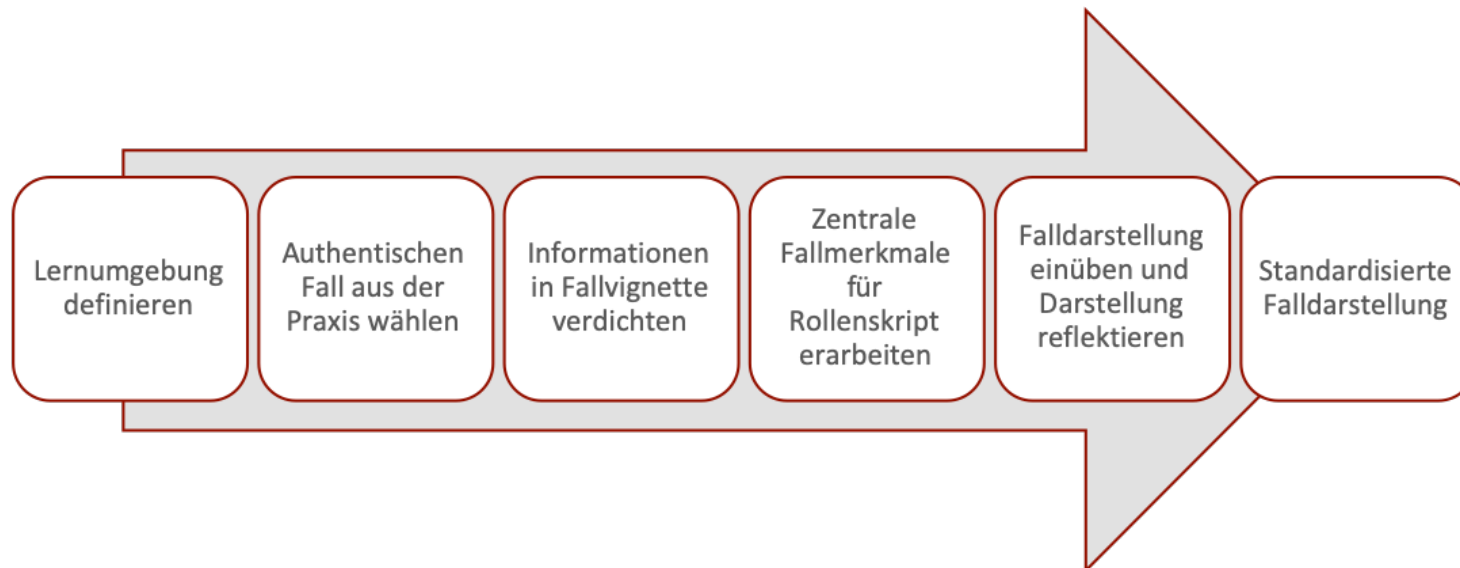 Lernumgebung
definieren
Authentischen
Fall aus der
Praxis wählen
Informationen
in Fallvignette
verdichten
Zentrale
Fallmerkmale
für
Rollenskript
erarbeiten
Falldarstellung
einüben und
Darstellung
reflektieren
Standardisierte
Falldarstellung